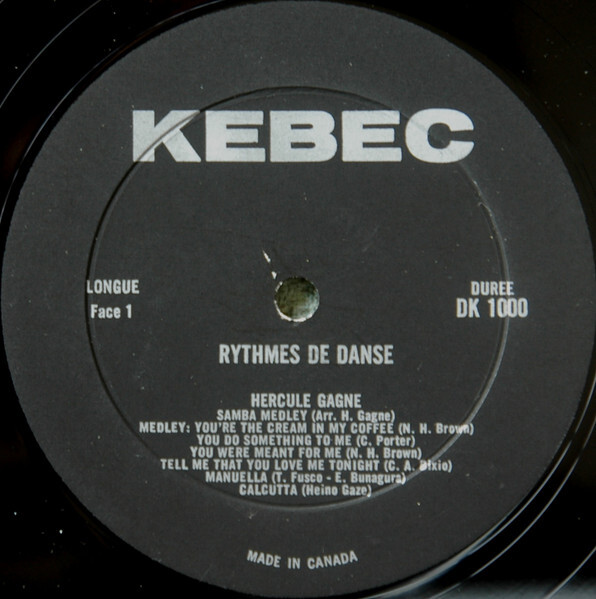 KEBEC
LONGUE DUREE
Face 1 DK 1000
RYTHMES DE DANSE
HERCULE GAGNE
SAMBA MEDLEY (Arr. H. Gagne)
MEDLEY: YOU'RE THE CREAM IN MY COFFEE (N. H. Brown)
YOU DO SOMETHING TO ME (C. Porter)
YOU WERE MEANT FOR ME (N. H. Brown)
TELL ME THAT YOU LOVE ME TONIGHT (C. A. Bixio)
MANUELLA (T. Fusco - E. Bunagura)
CALCUTTA (Heino Gaze)
MADE IN CANADA